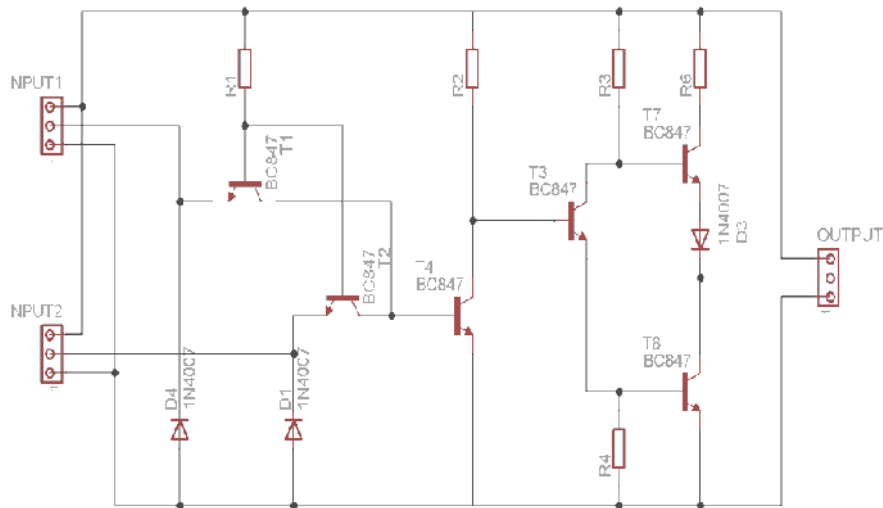 NPUT1
R1
R2
R3
R6
T7
BC847
BC847
T1
T3
BC847
1N4007
D3
OUTPUT
BC847
T2
T4
BC847
NPUT2
T6
BC847
D4
1N4007
D1
1N4007
R4